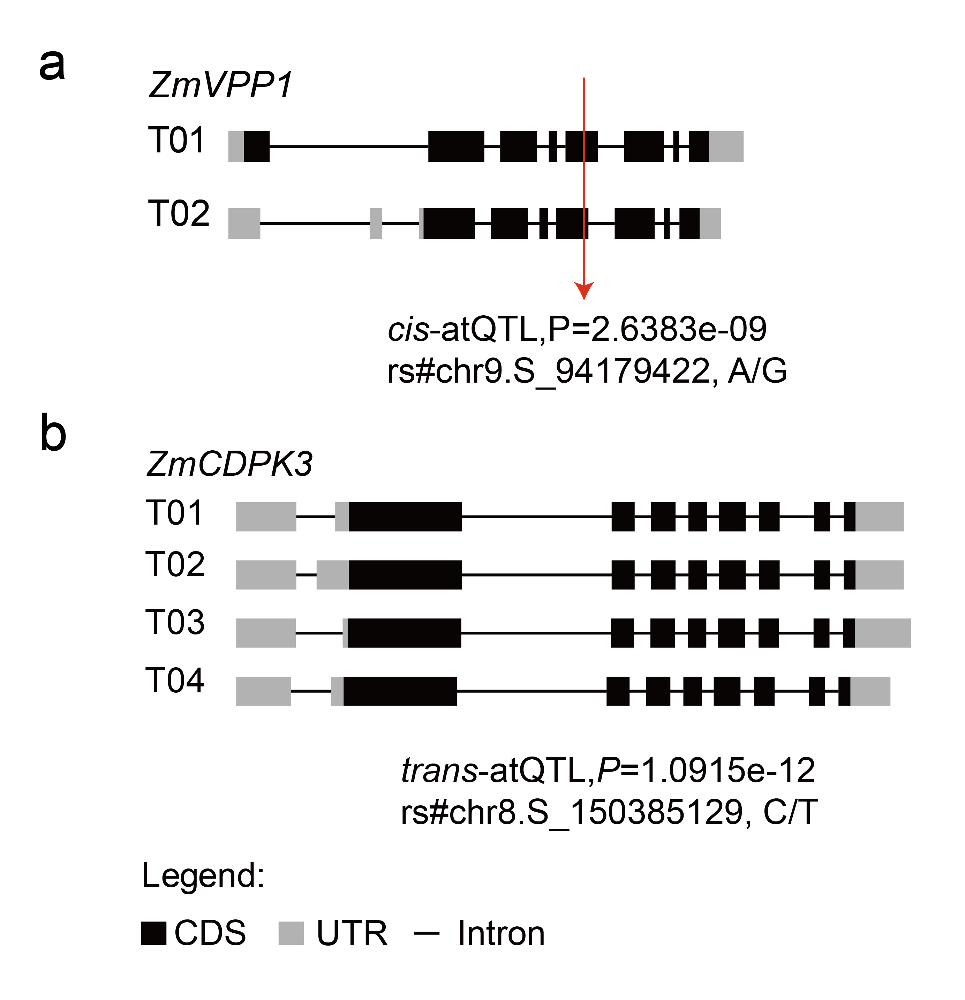 a
ZmVPP1
T01
T02
cis-atQTL,P=2.6383e-09
rs#chr9.S_94179422, A/G
b
ZmCDPK3
T01
T02
T03
T04
trans-atQTL,P=1.0915e-12
rs#chr8.S_150385129, C/T
Legend:
CDS UTR Intron